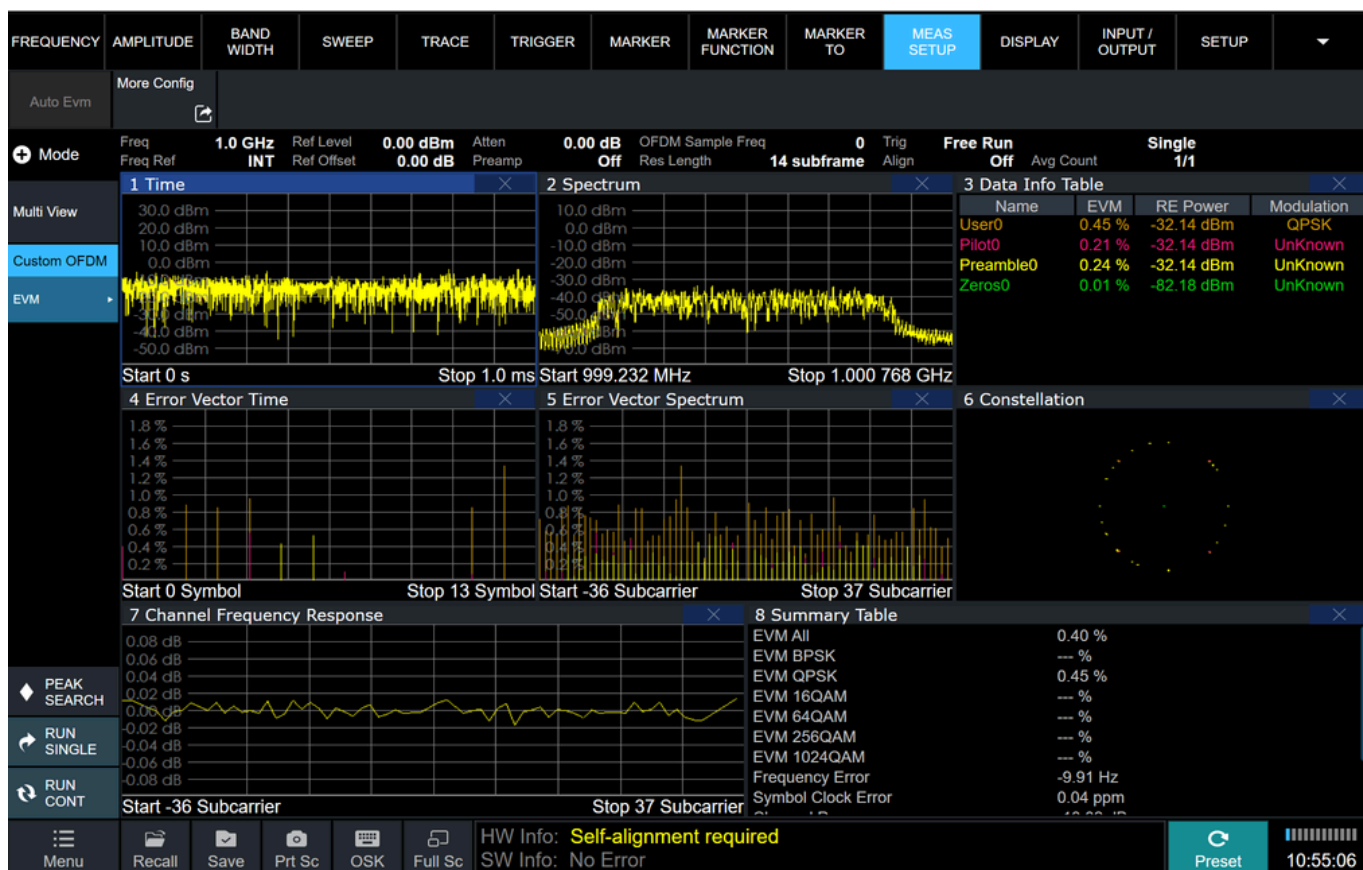 FREQUENCY AMPLITUDE BAND WIDTH SWEEP TRACE TRIGGER MARKER MARKER FUNCTION MARKER TO MEAS SETUP DISPLAY INPUT / OUTPUT SETUP
Auto Evm More Config
Mode
Freq 1.0 GHz Ref Level 0.00 dBm Atten 0.00 dB OFDM Sample Freq 0 Trig Free Run Single
Freq Ref INT Ref Offset 0.00 dB Preamp Off Res Length 14 subframe Align Off Avg Count 1/1
Multi View
Custom OFDM
EVM
1 Time
30.0 dBm
20.0 dBm
10.0 dBm
0.0 dBm
-50.0 dBm
Start 0 s Stop 1.0 ms
2 Spectrum
10.0 dBm
0.0 dBm
-10.0 dBm
-20.0 dBm
-30.0 dBm
-40.0 dBm
-50.0
Start 999.232 MHz Stop 1.000 768 GHz
3 Data Info Table
Name EVM RE Power Modulation
User0 0.45 % -32.14 dBm QPSK
Pilot0 0.21 % -32.14 dBm UnKnown
Preamble0 0.24 % -32.14 dBm UnKnown
Zeros0 0.01 % -82.18 dBm UnKnown
4 Error Vector Time
1.8 %
1.6 %
1.4 %
1.2 %
1.0 %
0.8 %
0.6 %
0.4 %
0.2 %
Start 0 Symbol Stop 13 Symbol
5 Error Vector Spectrum
1.8 %
1.6 %
1.4 %
1.2 %
1.0 %
0.8 %
Start -36 Subcarrier Stop 37 Subcarrier
6 Constellation
7 Channel Frequency Response
0.08 dB
0.06 dB
0.04 dB
0.02 dB
0.00 dB
-0.02 dB
-0.04 dB
-0.06 dB
-0.08 dB
Start -36 Subcarrier Stop 37 Subcarrier
8 Summary Table
EVM All 0.40 %
EVM BPSK --- %
EVM QPSK 0.45 %
EVM 16QAM --- %
EVM 64QAM --- %
EVM 256QAM --- %
EVM 1024QAM --- %
Frequency Error -9.91 Hz
Symbol Clock Error 0.04 ppm
PEAK SEARCH
RUN SINGLE
RUN CONT
Menu Recall Save Prt Sc OSK Full Sc
HW Info: Self-alignment required
SW Info: No Error
Preset 10:55:06